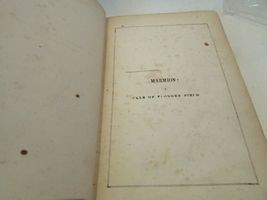 MARMION:
A
TALE OF FLODDEN FIELD.